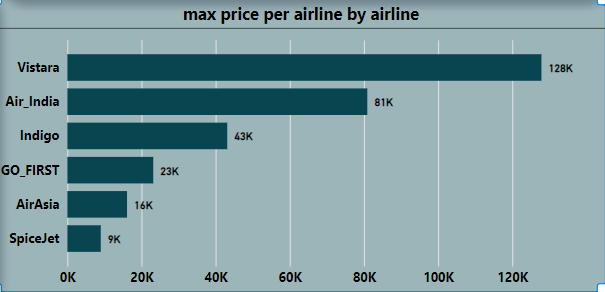 max price per airline by airline
Vistara 128K
Air_India 81K
Indigo 43K
GO_FIRST 23K
AirAsia 16K
SpiceJet 9K
0K 20K 40K 60K 80K 100K 120K